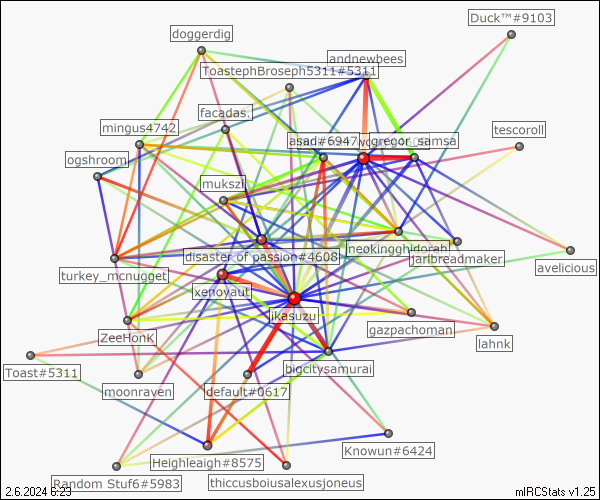 Duck™#9103
doggerdig
andnewbees
ToastephBroseph5311#5311
facadas.
mingus4742
tescoroll
asad#6947
gregor_samsa
ogshroom
mukszi
neokingghidorah
disaster of passion#4608
jarlbreadmaker
avelicious
turkey_mcnugget
xenoyaut
jikasuzu
gazpachoman
ZeeHonK
lahnk
Toast#5311
bigcitysamurai
moonraven
default#0617
Knowun#6424
Heighleaigh#8575
Random Stuf6#5983
thiccusboiusalexusjoneus
2.6.2024 6:23
mIRCStats v1.25